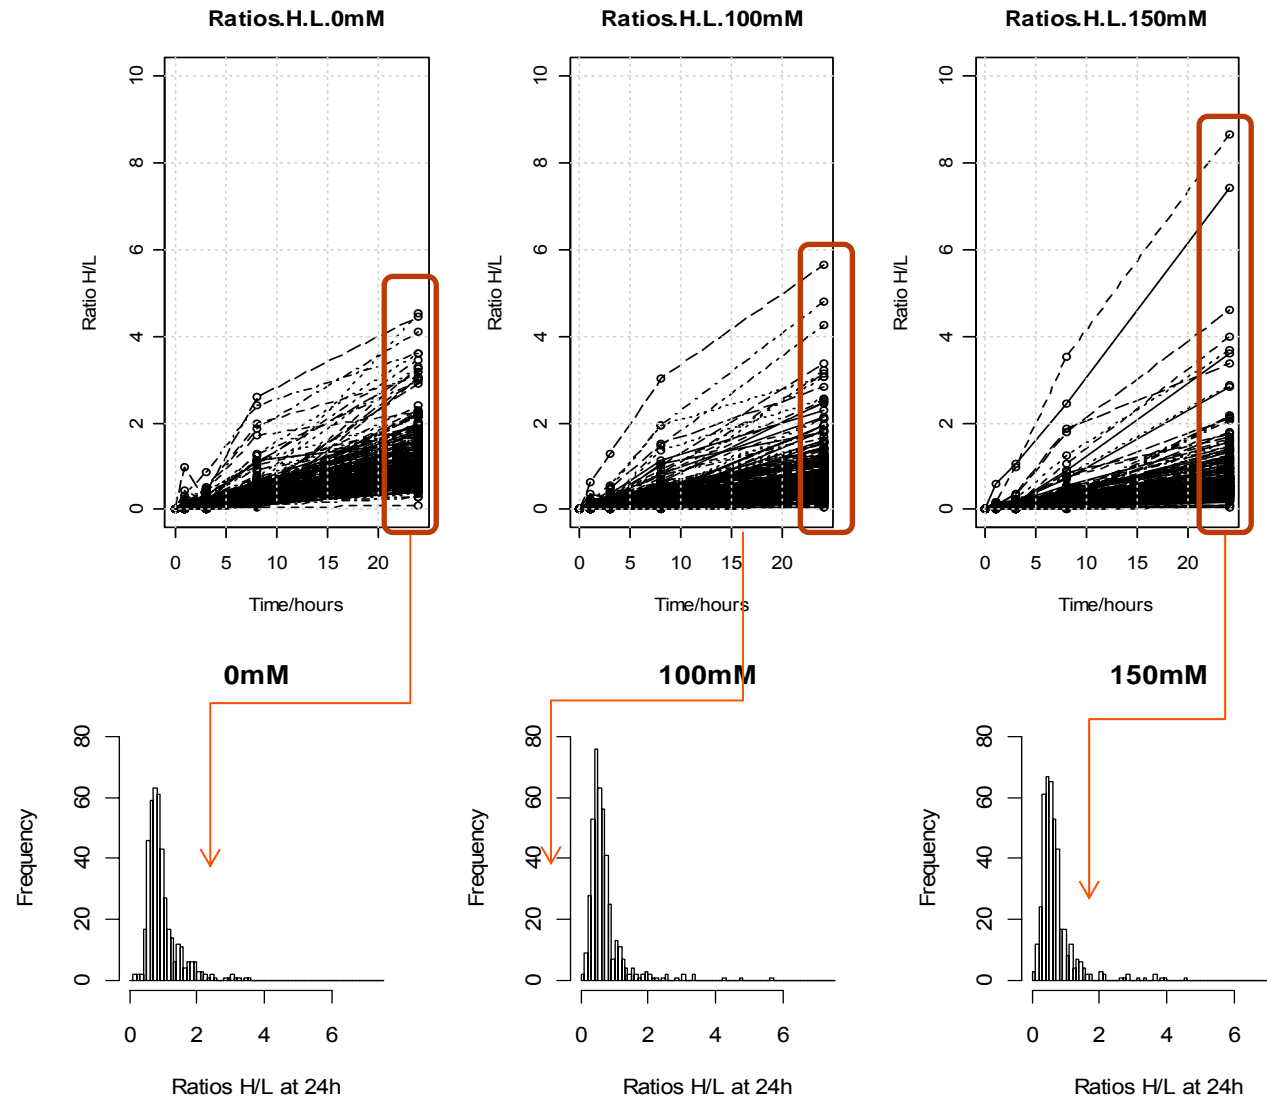 Ratios.H.L.0mM
Ratios.H.L.100mM
Ratios.H.L.150mM
Ratio H/L
0 2 4 6 8 10
0 5 10 15 20
Time/hours
Ratio H/L
0 2 4 6 8 10
0 5 10 15 20
Time/hours
Ratio H/L
0 2 4 6 8 10
0 5 10 15 20
Time/hours
0mM
100mM
150mM
Frequency
0 20 40 60 80
0 2 4 6
Ratios H/L at 24h
Frequency
0 20 40 60 80
0 2 4 6
Ratios H/L at 24h
Frequency
0 20 40 60 80
0 2 4 6
Ratios H/L at 24h